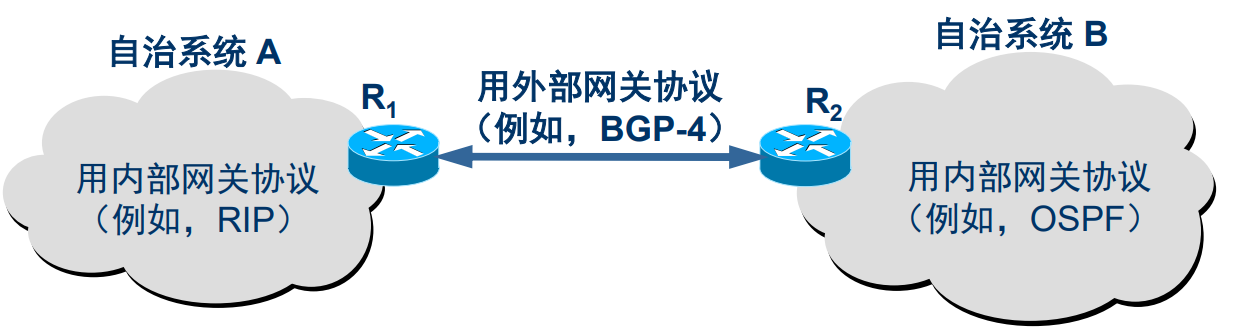 自治系统 A
自治系统 B
用外部网关协议
（例如，BGP-4）
R1
R2
用内部网关协议
（例如，RIP）
用内部网关协议
（例如，OSPF）